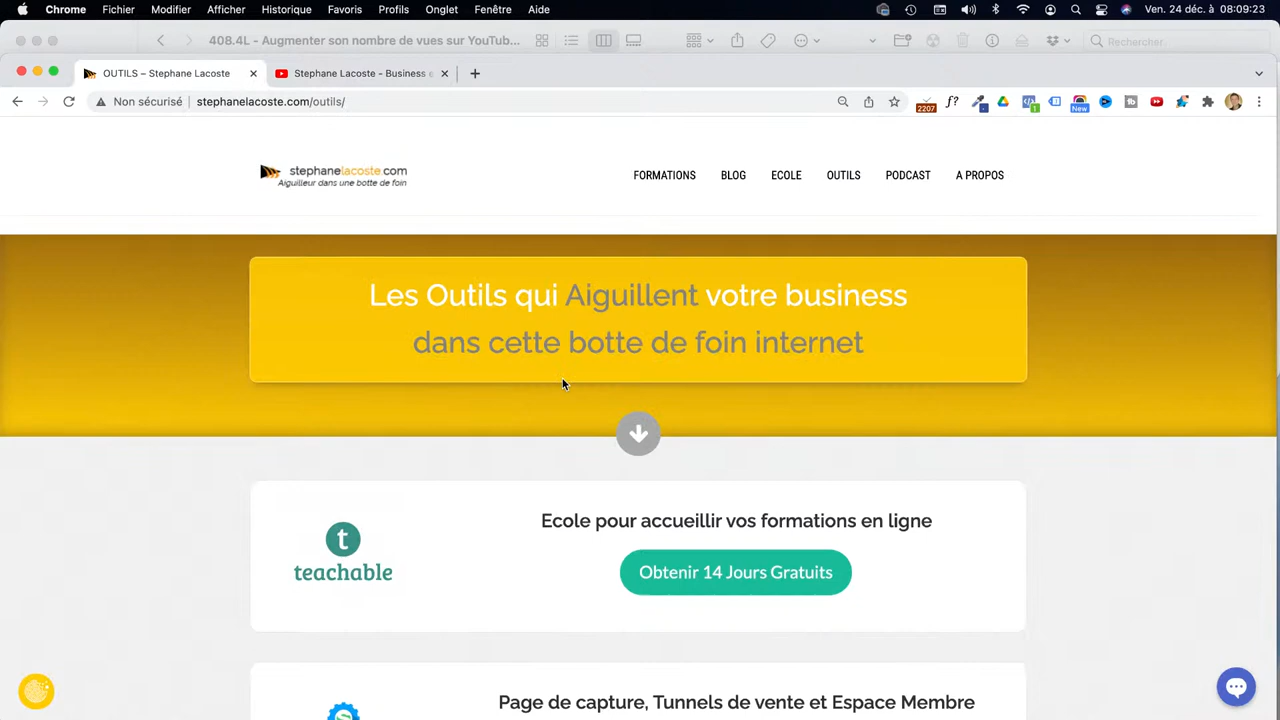 Chrome Fichier Modifier Afficher Historique Favoris Profils Onglet Fenêtre Aide Ven. 24 déc. à 08:09:23
408.4L - Augmenter son nombre de vues sur YouTub... Rechercher
OUTILS – Stephane Lacoste Stephane Lacoste - Business
Non sécurisé stephanelacoste.com/outils/ 2207 f? New
stephanelacoste.com
Aiguilleur dans une botte de foin
FORMATIONS BLOG ECOLE OUTILS PODCAST A PROPOS
Les Outils qui Aiguillent votre business
dans cette botte de foin internet
t
teachable
Ecole pour accueillir vos formations en ligne
Obtenir 14 Jours Gratuits
Page de capture, Tunnels de vente et Espace Membre